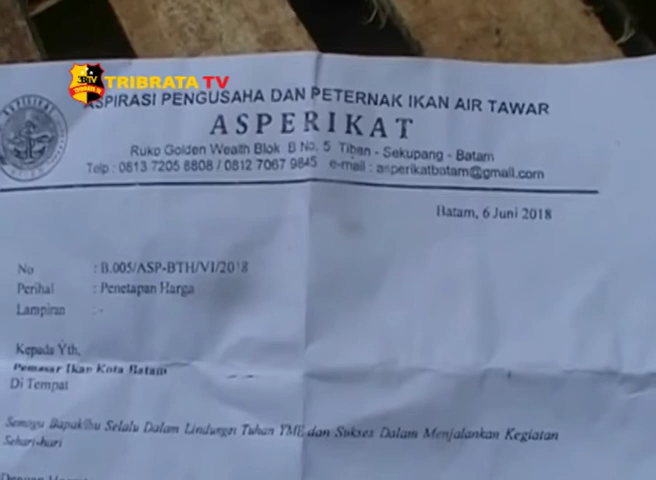 TRIBRATA TV
ASPIRASI PENGUSAHA DAN PETERNAK IKAN AIR TAWAR
ASPERIKAT
Ruko Golden Wealth Blok B No. 5 Tiban - Sekupang - Batam
Telp : 0813 7205 8808 / 0812 7067 9845 e-mail : asperikatbatam@gmail.com
Batam, 6 Juni 2018
No : B.005/ASP-BTH/VI/2018
Perihal : Penetapan Harga
Lampiran : -
Kepada Yth,
Pemasar Ikan Kota Batam
Di Tempat
Semoga Bapak/Ibu Selalu Dalam Lindungan Tuhan YME dan Sukses Dalam Menjalankan Kegiatan
Sehari-hari